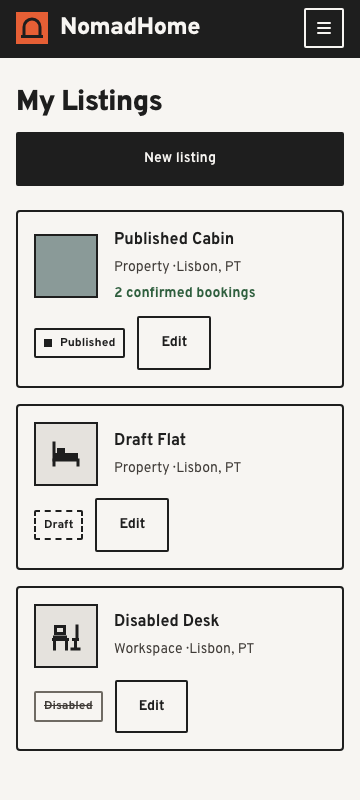 NomadHome
My Listings
New listing
Published Cabin
Property ·Lisbon, PT
2 confirmed bookings
Published
Edit
Draft Flat
Property ·Lisbon, PT
Draft
Edit
Disabled Desk
Workspace ·Lisbon, PT
Disabled
Edit